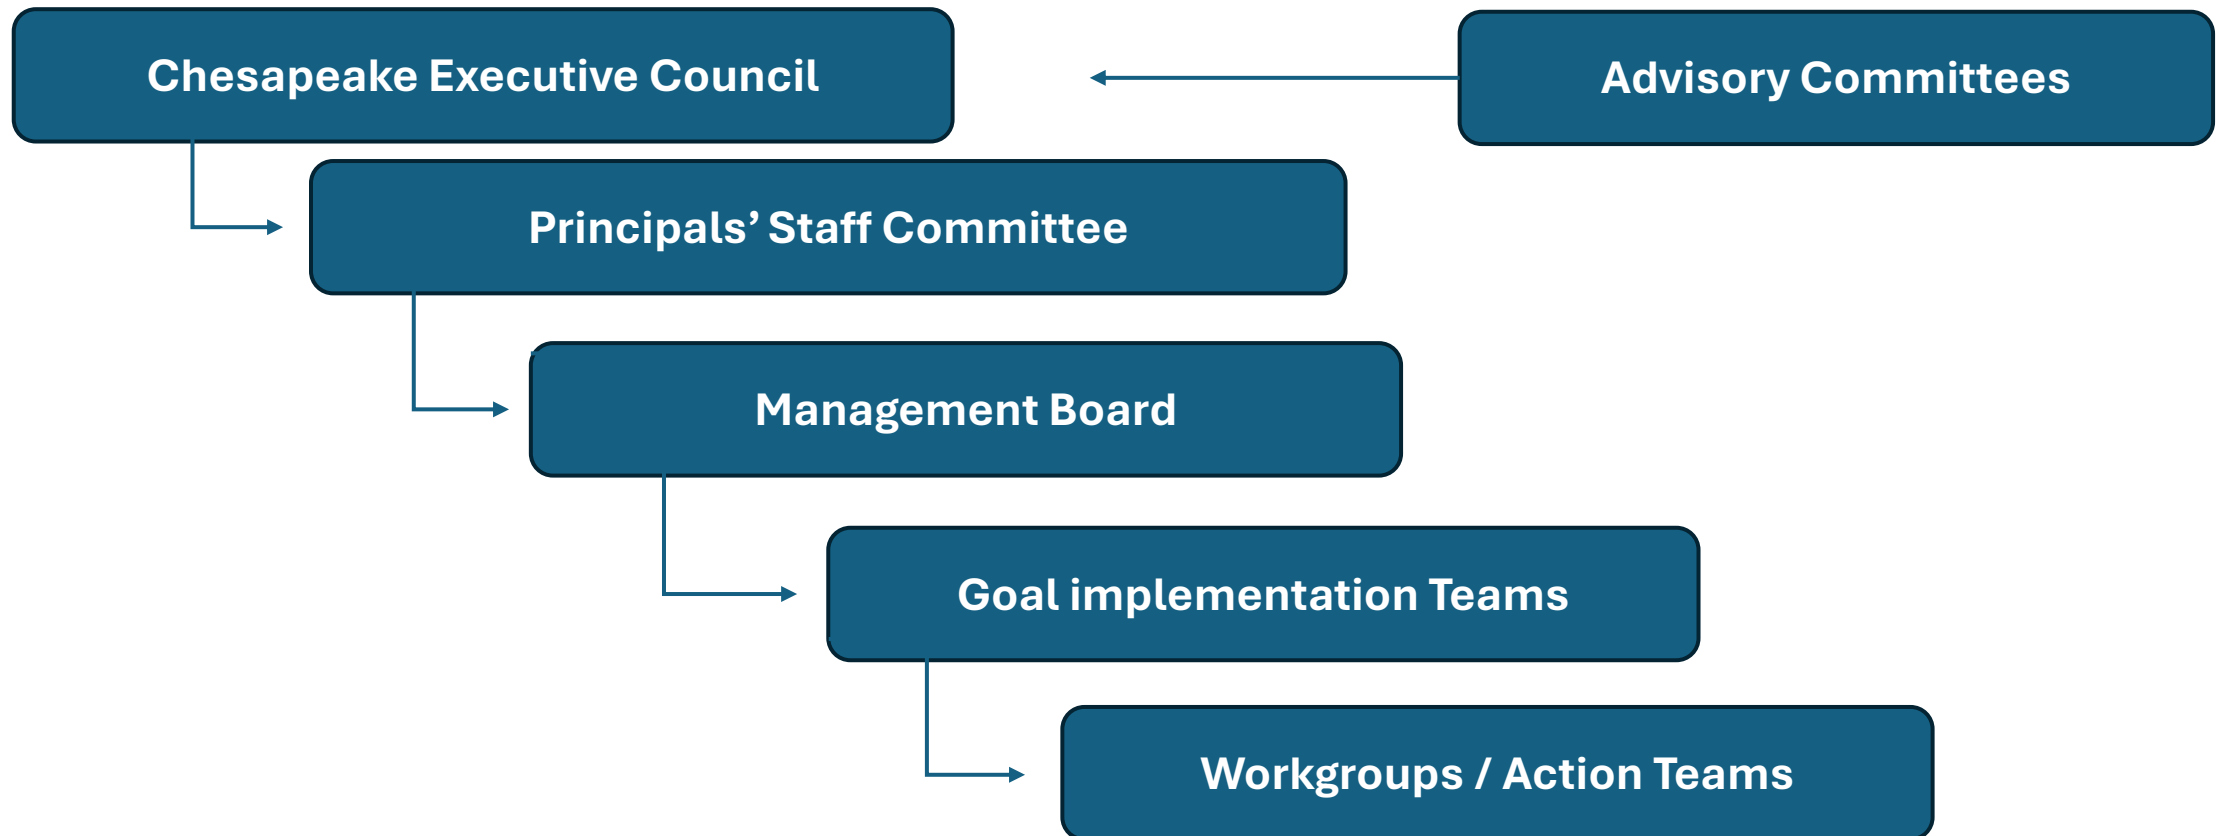 Chesapeake Executive Council
Advisory Committees
Principals’ Staff Committee
Management Board
Goal implementation Teams
Workgroups / Action Teams